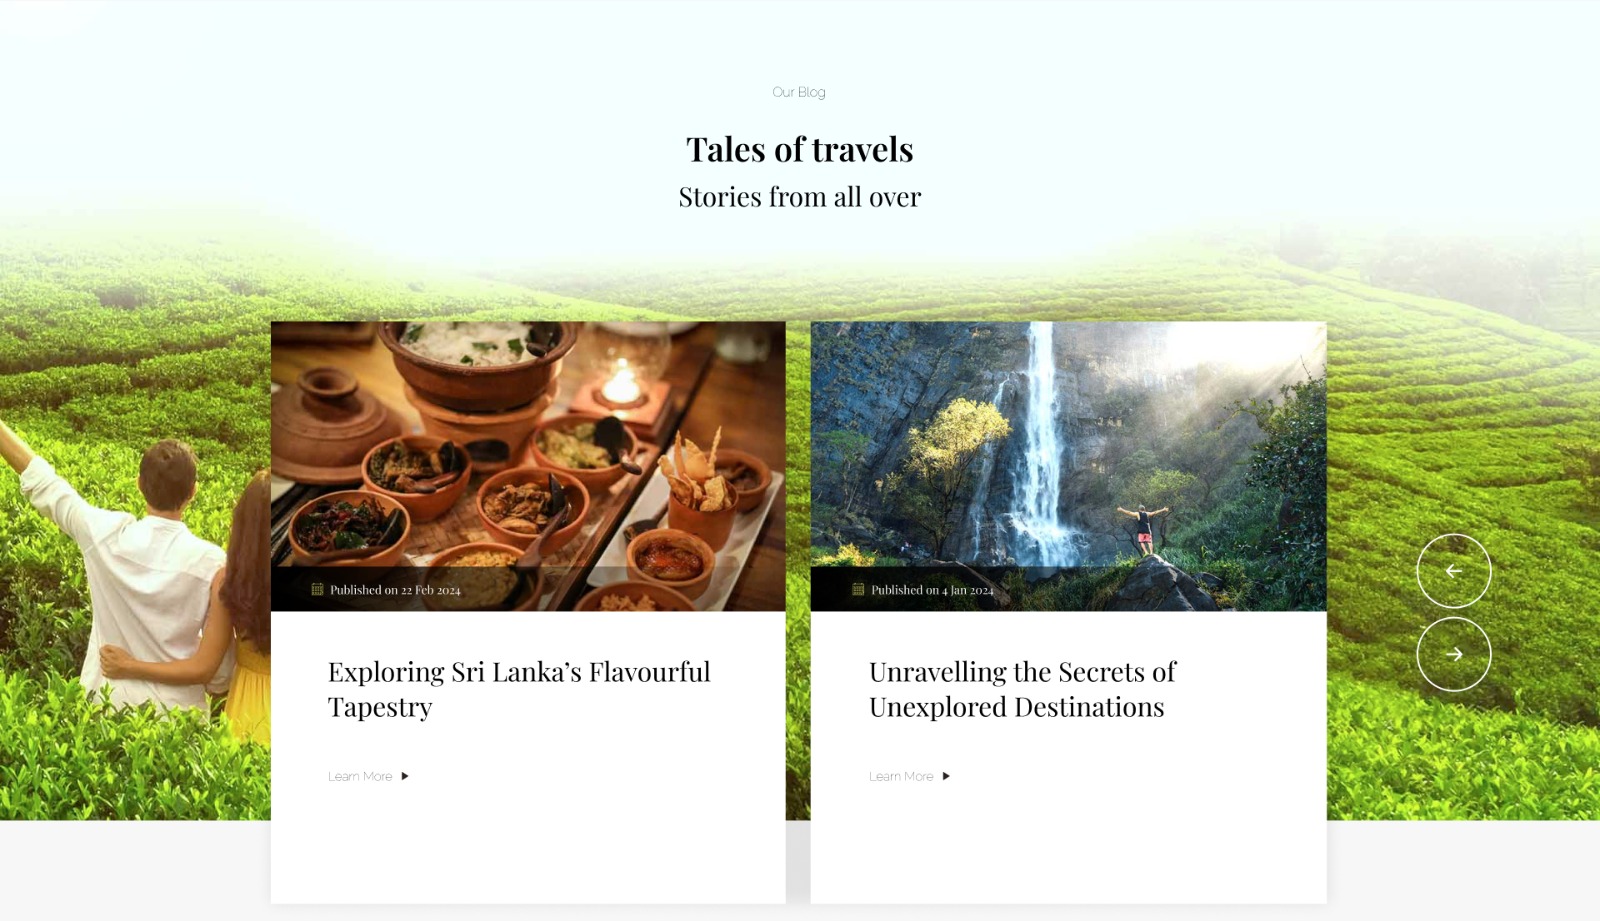 Our Blog
Tales of travels
Stories from all over
Published on 22 Feb 2024
Exploring Sri Lanka’s Flavourful
Tapestry
Learn More
Published on 4 Jan 2024
Unravelling the Secrets of
Unexplored Destinations
Learn More